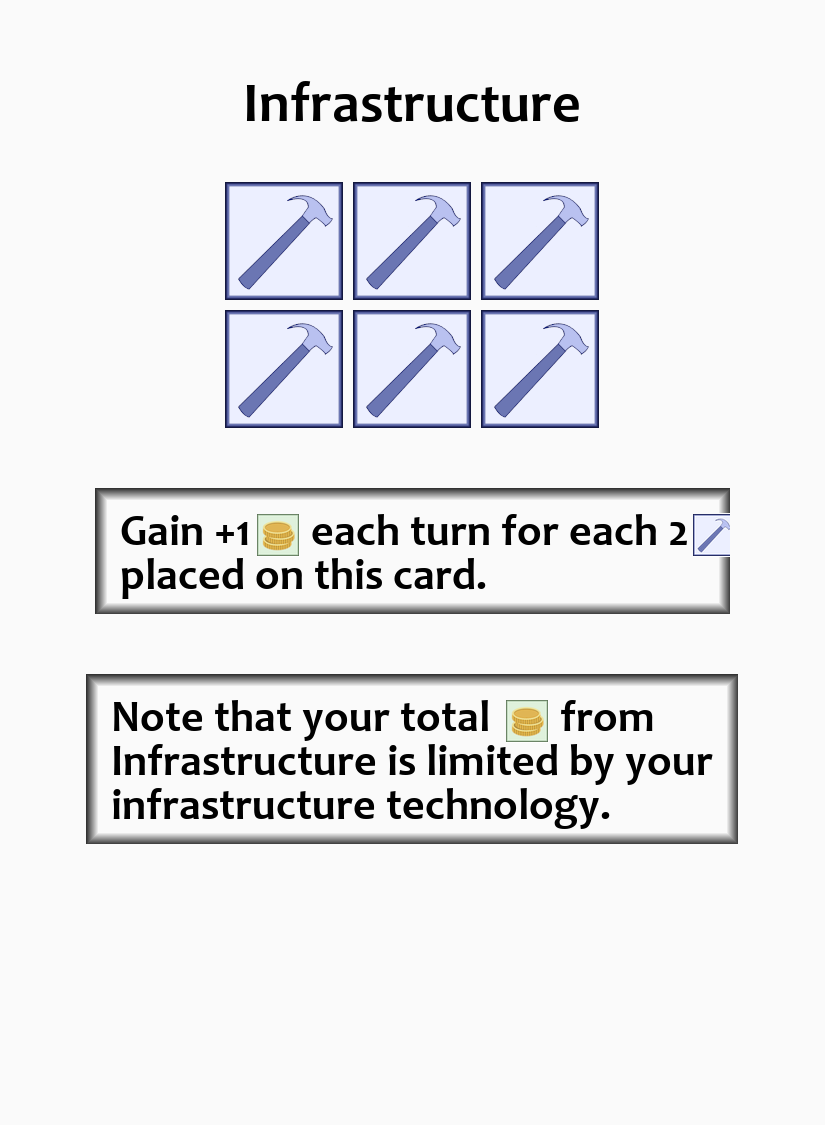 Infrastructure
Gain +1 each turn for each 2
placed on this card.
Note that your total from
Infrastructure is limited by your
infrastructure technology.